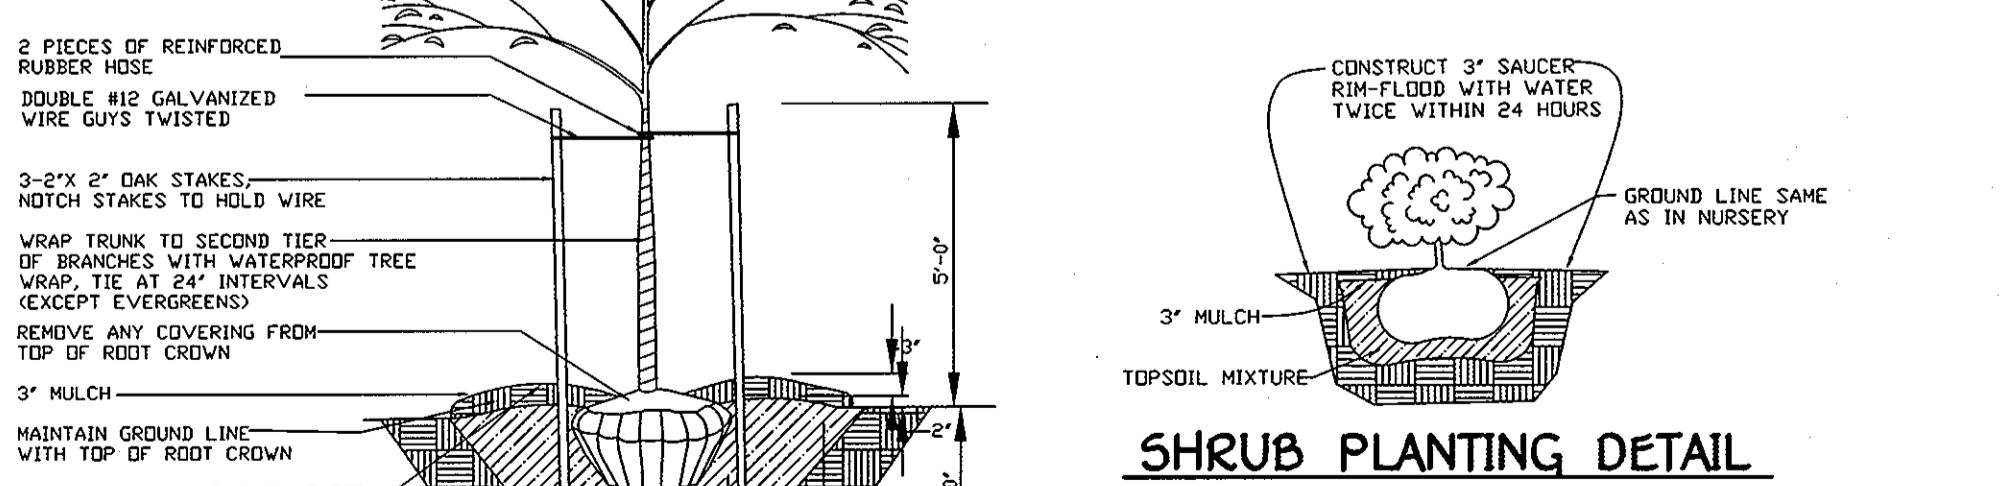 2 PIECES OF REINFORCED
RUBBER HOSE
DOUBLE #12 GALVANIZED
WIRE GUYS TWISTED
3-2"X 2" OAK STAKES,
NOTCH STAKES TO HOLD WIRE
WRAP TRUNK TO SECOND TIER
OF BRANCHES WITH WATERPROOF TREE
WRAP, TIE AT 24" INTERVALS
(EXCEPT EVERGREENS)
REMOVE ANY COVERING FROM
TOP OF ROOT CROWN
3" MULCH
MAINTAIN GROUND LINE
WITH TOP OF ROOT CROWN
5'-0"
3"
2"
CONSTRUCT 3" SAUCER
RIM-FLOOD WITH WATER
TWICE WITHIN 24 HOURS
GROUND LINE SAME
AS IN NURSERY
3" MULCH
TOPSOIL MIXTURE
SHRUB PLANTING DETAIL